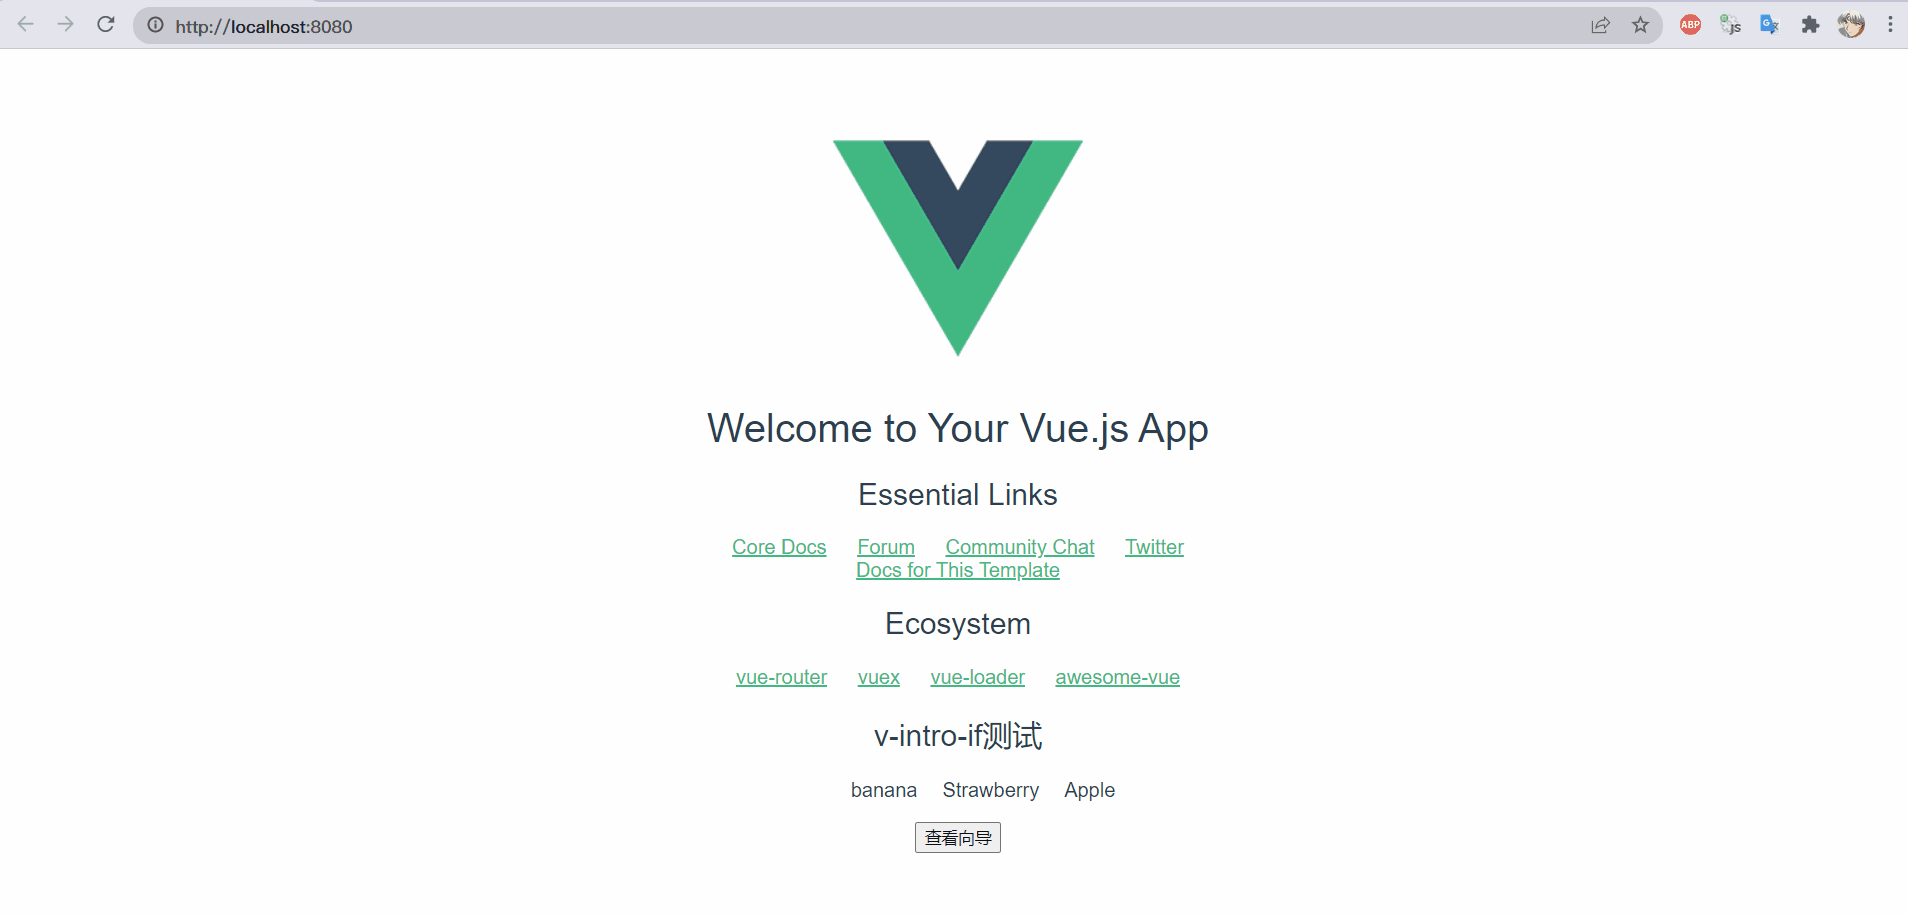 http://localhost:8080
ABP
js
G
Welcome to Your Vue.js App
Essential Links
Core Docs Forum Community Chat Twitter
Docs for This Template
Ecosystem
vue-router vuex vue-loader awesome-vue
v-intro-if测试
banana Strawberry Apple
查看向导